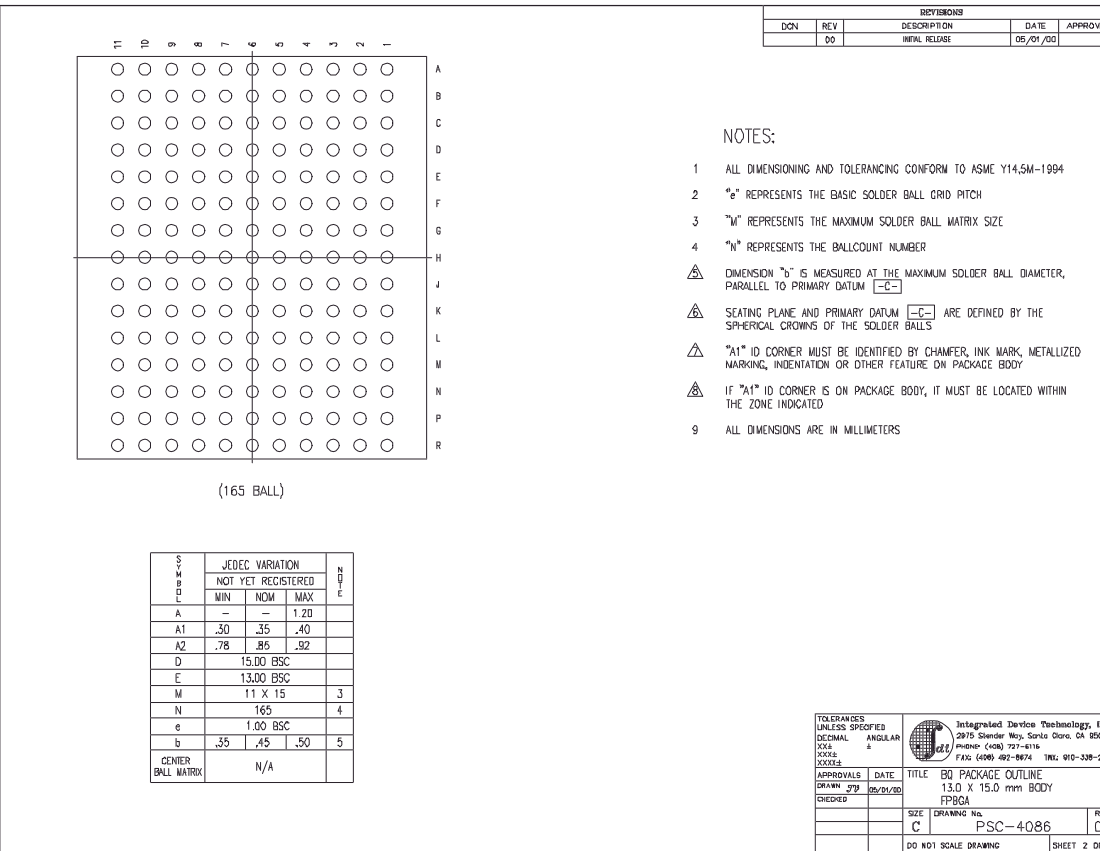 REVISIONS
DCN REV DESCRIPTION DATE
D0 INITIAL RELEASE 05/01/00
11 10 9 8 7 6 5 4 3 2 1
A
B
C
D
E
F
G
H
J
K
L
M
N
P
R
(165 BALL)
NOTES:
1 ALL DIMENSIONING AND TOLERANCING CONFORM TO ASME Y14.5M-1994
2 "e" REPRESENTS THE BASIC SOLDER BALL GRID PITCH
3 "M" REPRESENTS THE MAXIMUM SOLDER BALL MATRIX SIZE
4 "N" REPRESENTS THE BALLCOUNT NUMBER
5 DIMENSION "b" IS MEASURED AT THE MAXIMUM SOLDER BALL DIAMETER,
PARALLEL TO PRIMARY DATUM -C-
6 SEATING PLANE AND PRIMARY DATUM -C- ARE DEFINED BY THE
SPHERICAL CROWNS OF THE SOLDER BALLS
7 "A1" ID CORNER MUST BE IDENTIFIED BY CHAMFER, INK MARK, METALLIZED
MARKING, INDENTATION OR OTHER FEATURE ON PACKAGE BODY
8 IF "A1" ID CORNER IS ON PACKAGE BODY, IT MUST BE LOCATED WITHIN
THE ZONE INDICATED
9 ALL DIMENSIONS ARE IN MILLIMETERS
SYMBOL JEDEC VARIATION NOTE
NOT YET REGISTERED
MIN NOM MAX
A – – 1.20
A1 .30 .35 .40
A2 .78 .85 .92
D 15.00 BSC
E 13.00 BSC
M 11 X 15 3
N 165 4
e 1.00 BSC
b .35 .45 .50 5
CENTER
BALL MATRIX N/A
TOLERANCES
UNLESS SPECIFIED
DECIMAL ANGULAR
XX± ±
XXX±
XXXX±
idt
Integrated Device Technology,
2975 Stender Way, Santa Clara, CA
PHONE: (408) 727-6116
FAX: (408) 492-8674 TWX: 910-338-
APPROVALS DATE
DRAWN 05/01/00
CHECKED
TITLE BQ PACKAGE OUTLINE
13.0 X 15.0 mm BODY
FPBGA
SIZE DRAWING No.
C PSC-4086
DO NOT SCALE DRAWING SHEET 2